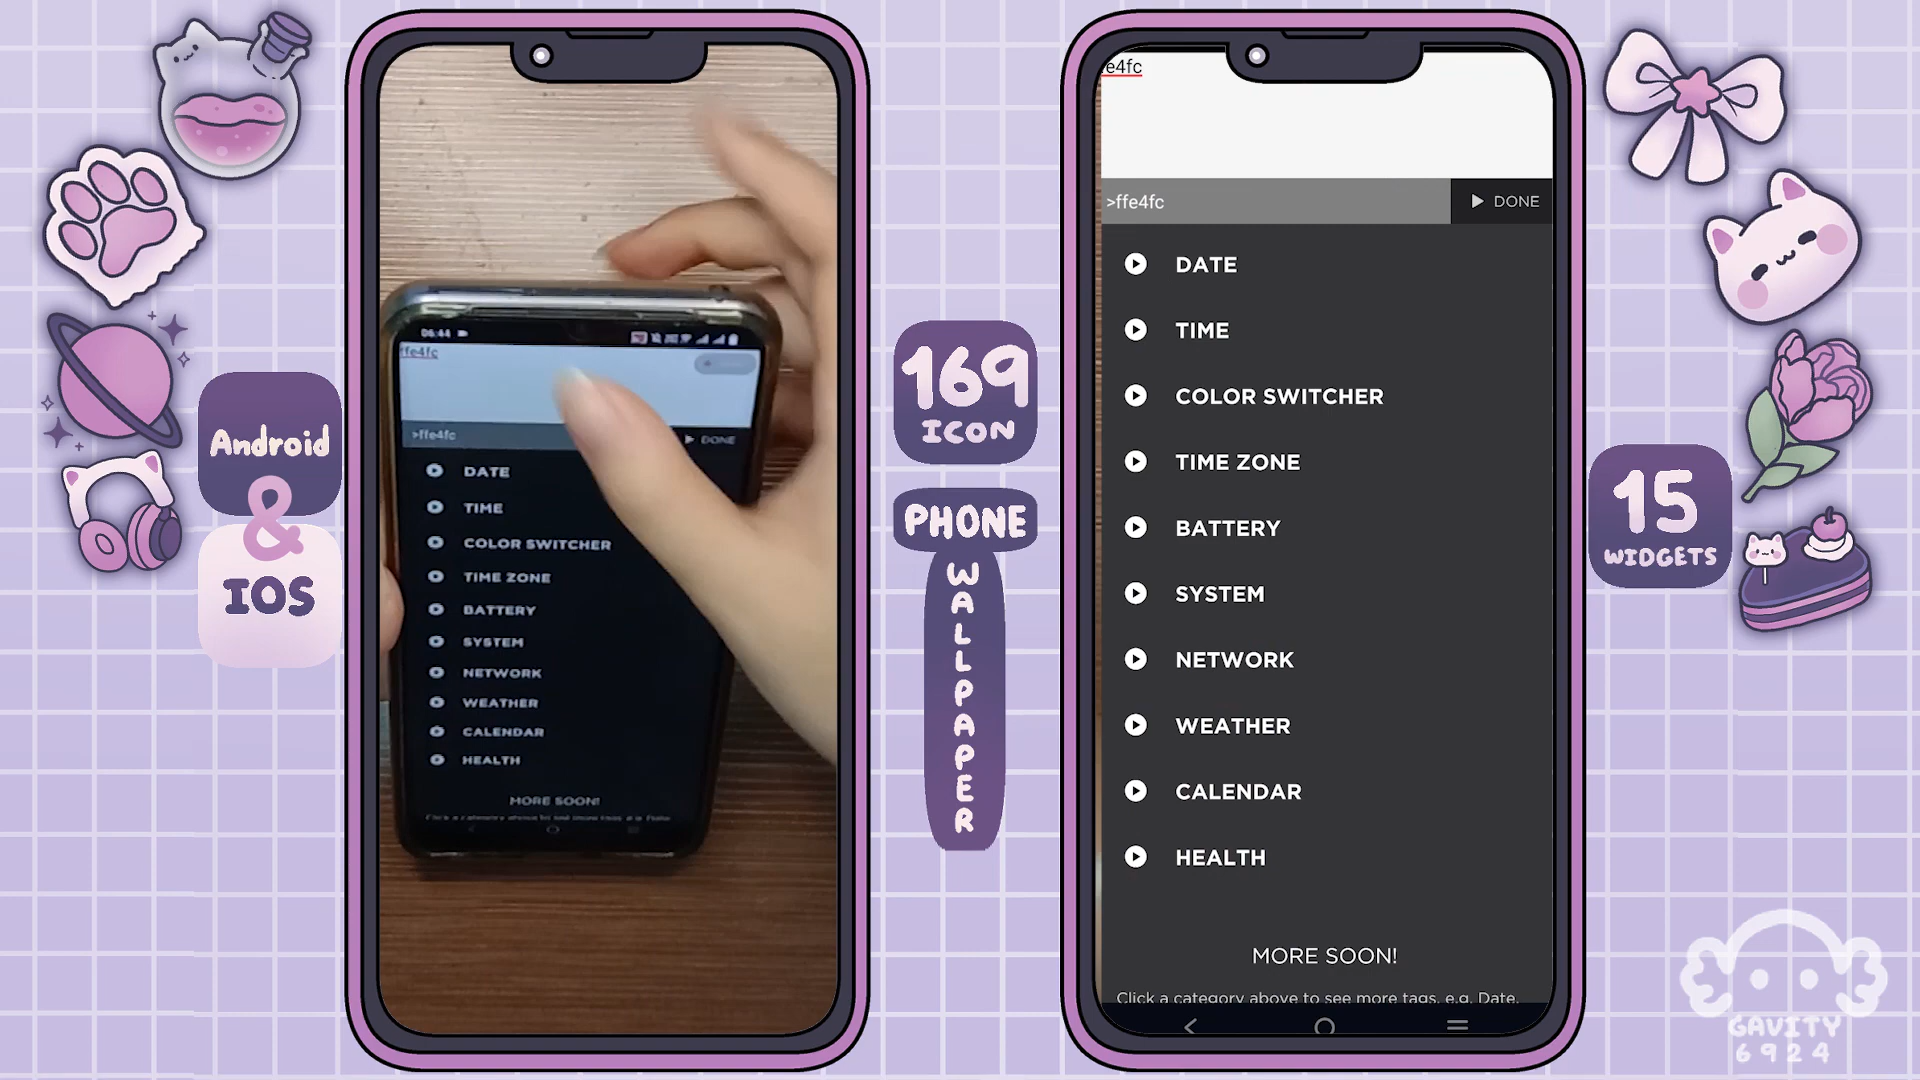 Android
&
IOS
06:44
ffe4fc
>ffe4fc
DONE
DATE
TIME
COLOR SWITCHER
TIME ZONE
BATTERY
SYSTEM
NETWORK
WEATHER
CALENDAR
HEALTH
MORE SOON!
169
ICON
PHONE
WALLPAPER
e4fc
>ffe4fc
DONE
DATE
TIME
COLOR SWITCHER
TIME ZONE
BATTERY
SYSTEM
NETWORK
WEATHER
CALENDAR
HEALTH
MORE SOON!
Click a category above to see more tags, e.g. Date,
15
WIDGETS
GAVITY
6924